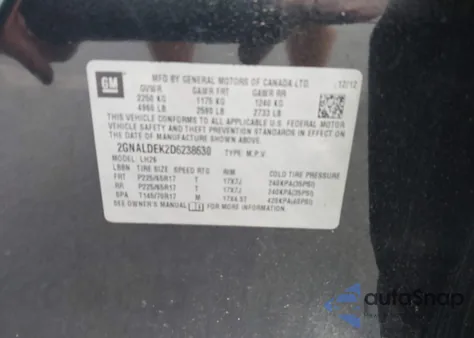 GM
MFD BY GENERAL MOTORS OF CANADA LTD.
12/12
GVWR GAWR FRT GAWR RR
2250 KG 1175 KG 1240 KG
4960 LB 2590 LB 2733 LB
THIS VEHICLE CONFORMS TO ALL APPLICABLE U.S. FEDERAL MOTOR
VEHICLE SAFETY AND THEFT PREVENTION STANDARDS IN EFFECT ON
THE DATE OF MANUFACTURE SHOWN ABOVE.
2GNALDEK2D6238630 TYPE: M.P.V.
MODEL: LH26
TIRE SIZE SPEED RTG RIM COLD TIRE PRESSURE
FRT P225/65R17 T 17X7J 240KPA(35PSI)
RR P225/65R17 T 17X7J 240KPA(35PSI)
SPA T145/70R17 M 17X4.5T 420KPA(60PSI)
SEE OWNER'S MANUAL FOR MORE INFORMATION.
autoSnap